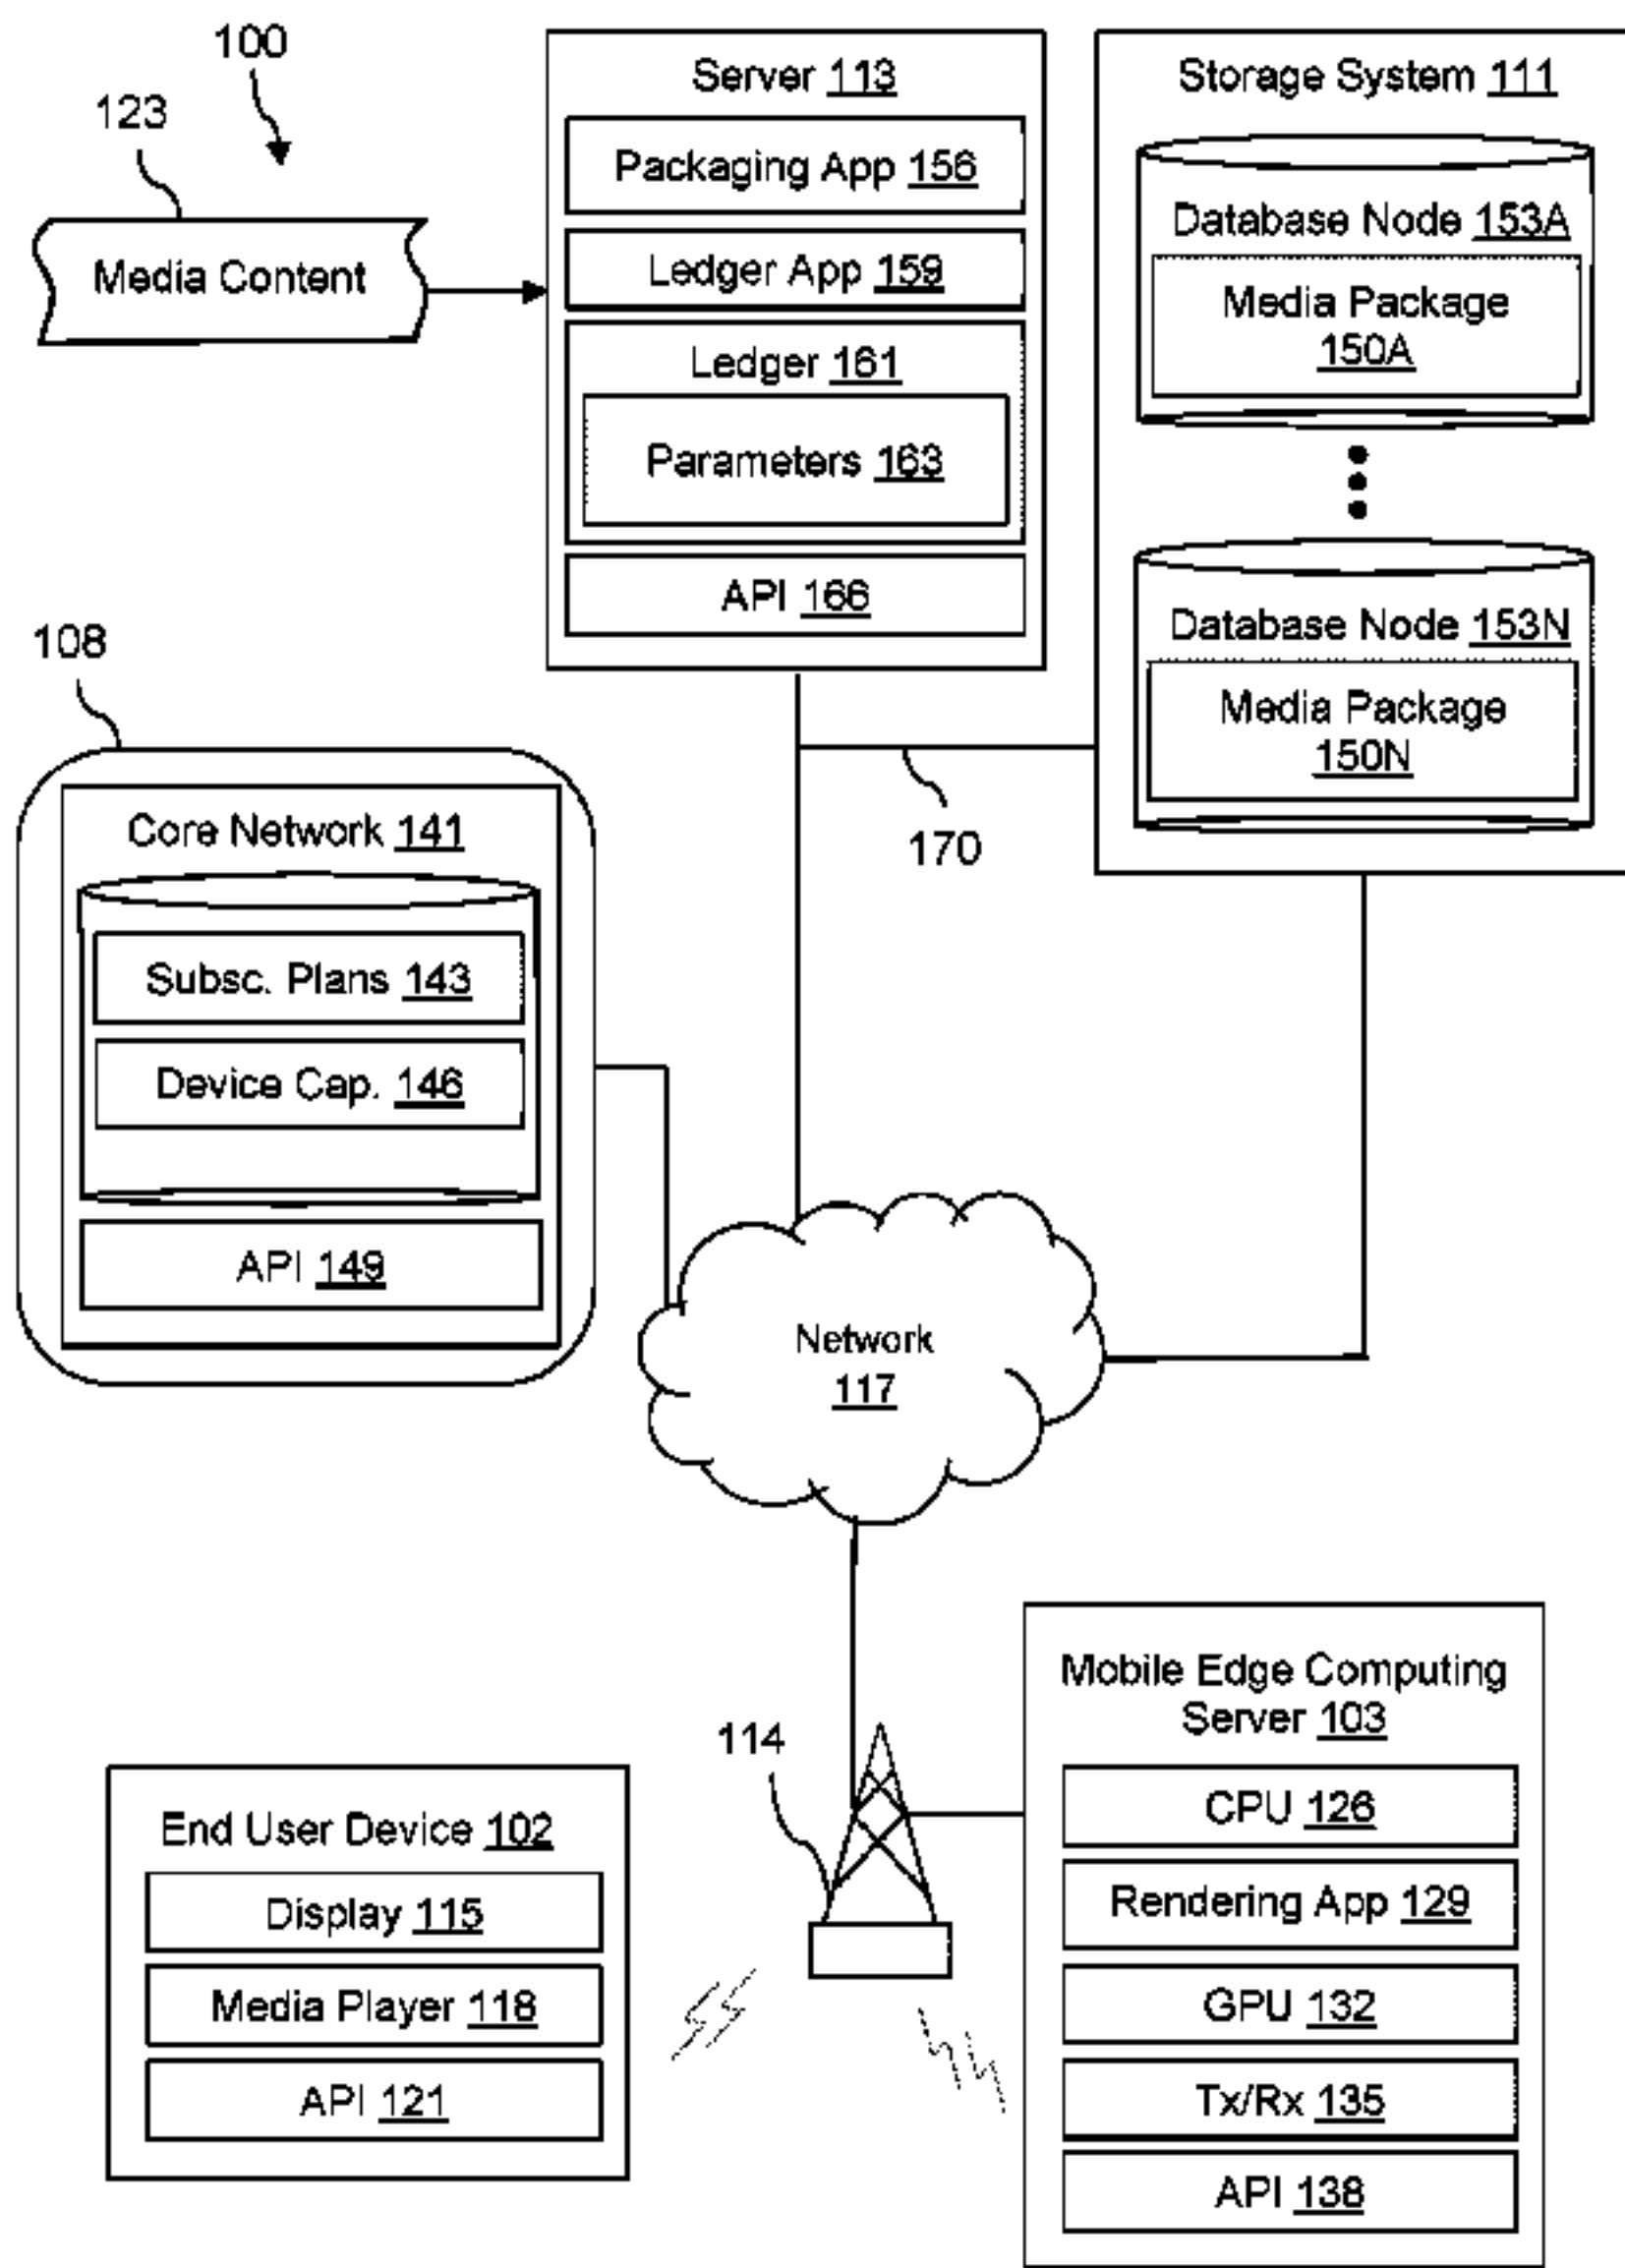 100
123
Media Content
Server 113
Packaging App 156
Ledger App 159
Ledger 161
Parameters 163
API 166
Storage System 111
Database Node 153A
Media Package
150A
Database Node 153N
Media Package
150N
170
108
Core Network 141
Subsc. Plans 143
Device Cap. 146
API 149
Network
117
114
End User Device 102
Display 115
Media Player 118
API 121
Mobile Edge Computing
Server 103
CPU 126
Rendering App 129
GPU 132
Tx/Rx 135
API 138